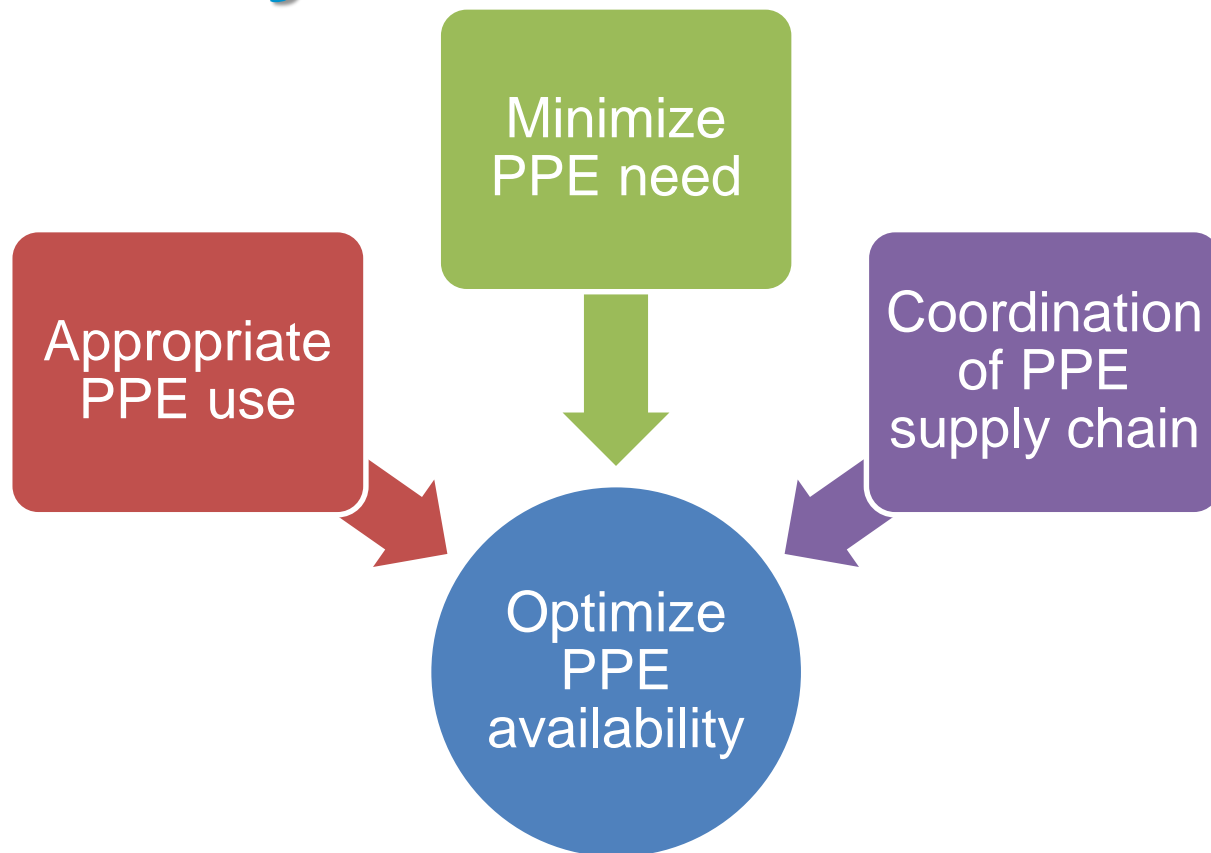 Minimize
PPE need
Appropriate
PPE use
Coordination
of PPE
supply chain
Optimize
PPE
availability